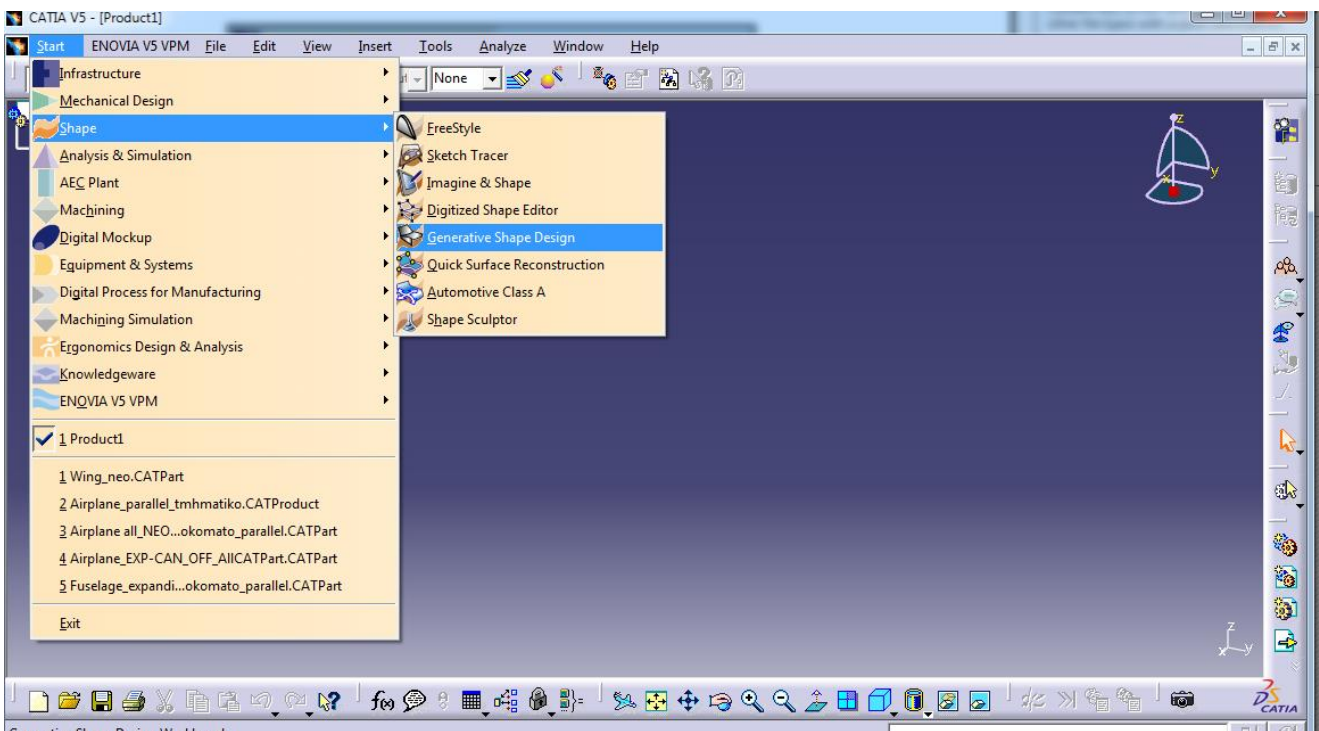 CATIA V5 - [Product1]
Start ENOVIA V5 VPM File Edit View Insert Tools Analyze Window Help
None
Infrastructure
Mechanical Design
Shape
Analysis & Simulation
AEC Plant
Machining
Digital Mockup
Equipment & Systems
Digital Process for Manufacturing
Machining Simulation
Ergonomics Design & Analysis
Knowledgeware
ENOVIA V5 VPM
1 Product1
1 Wing_neo.CATPart
2 Airplane_parallel_tmhmatiko.CATProduct
3 Airplane all_NEO...okomato_parallel.CATPart
4 Airplane_EXP-CAN_OFF_AllCATPart.CATPart
5 Fuselage_expandi...okomato_parallel.CATPart
Exit
FreeStyle
Sketch Tracer
Imagine & Shape
Digitized Shape Editor
Generative Shape Design
Quick Surface Reconstruction
Automotive Class A
Shape Sculptor
z
y
x
z
x y
f(x)
CATIA